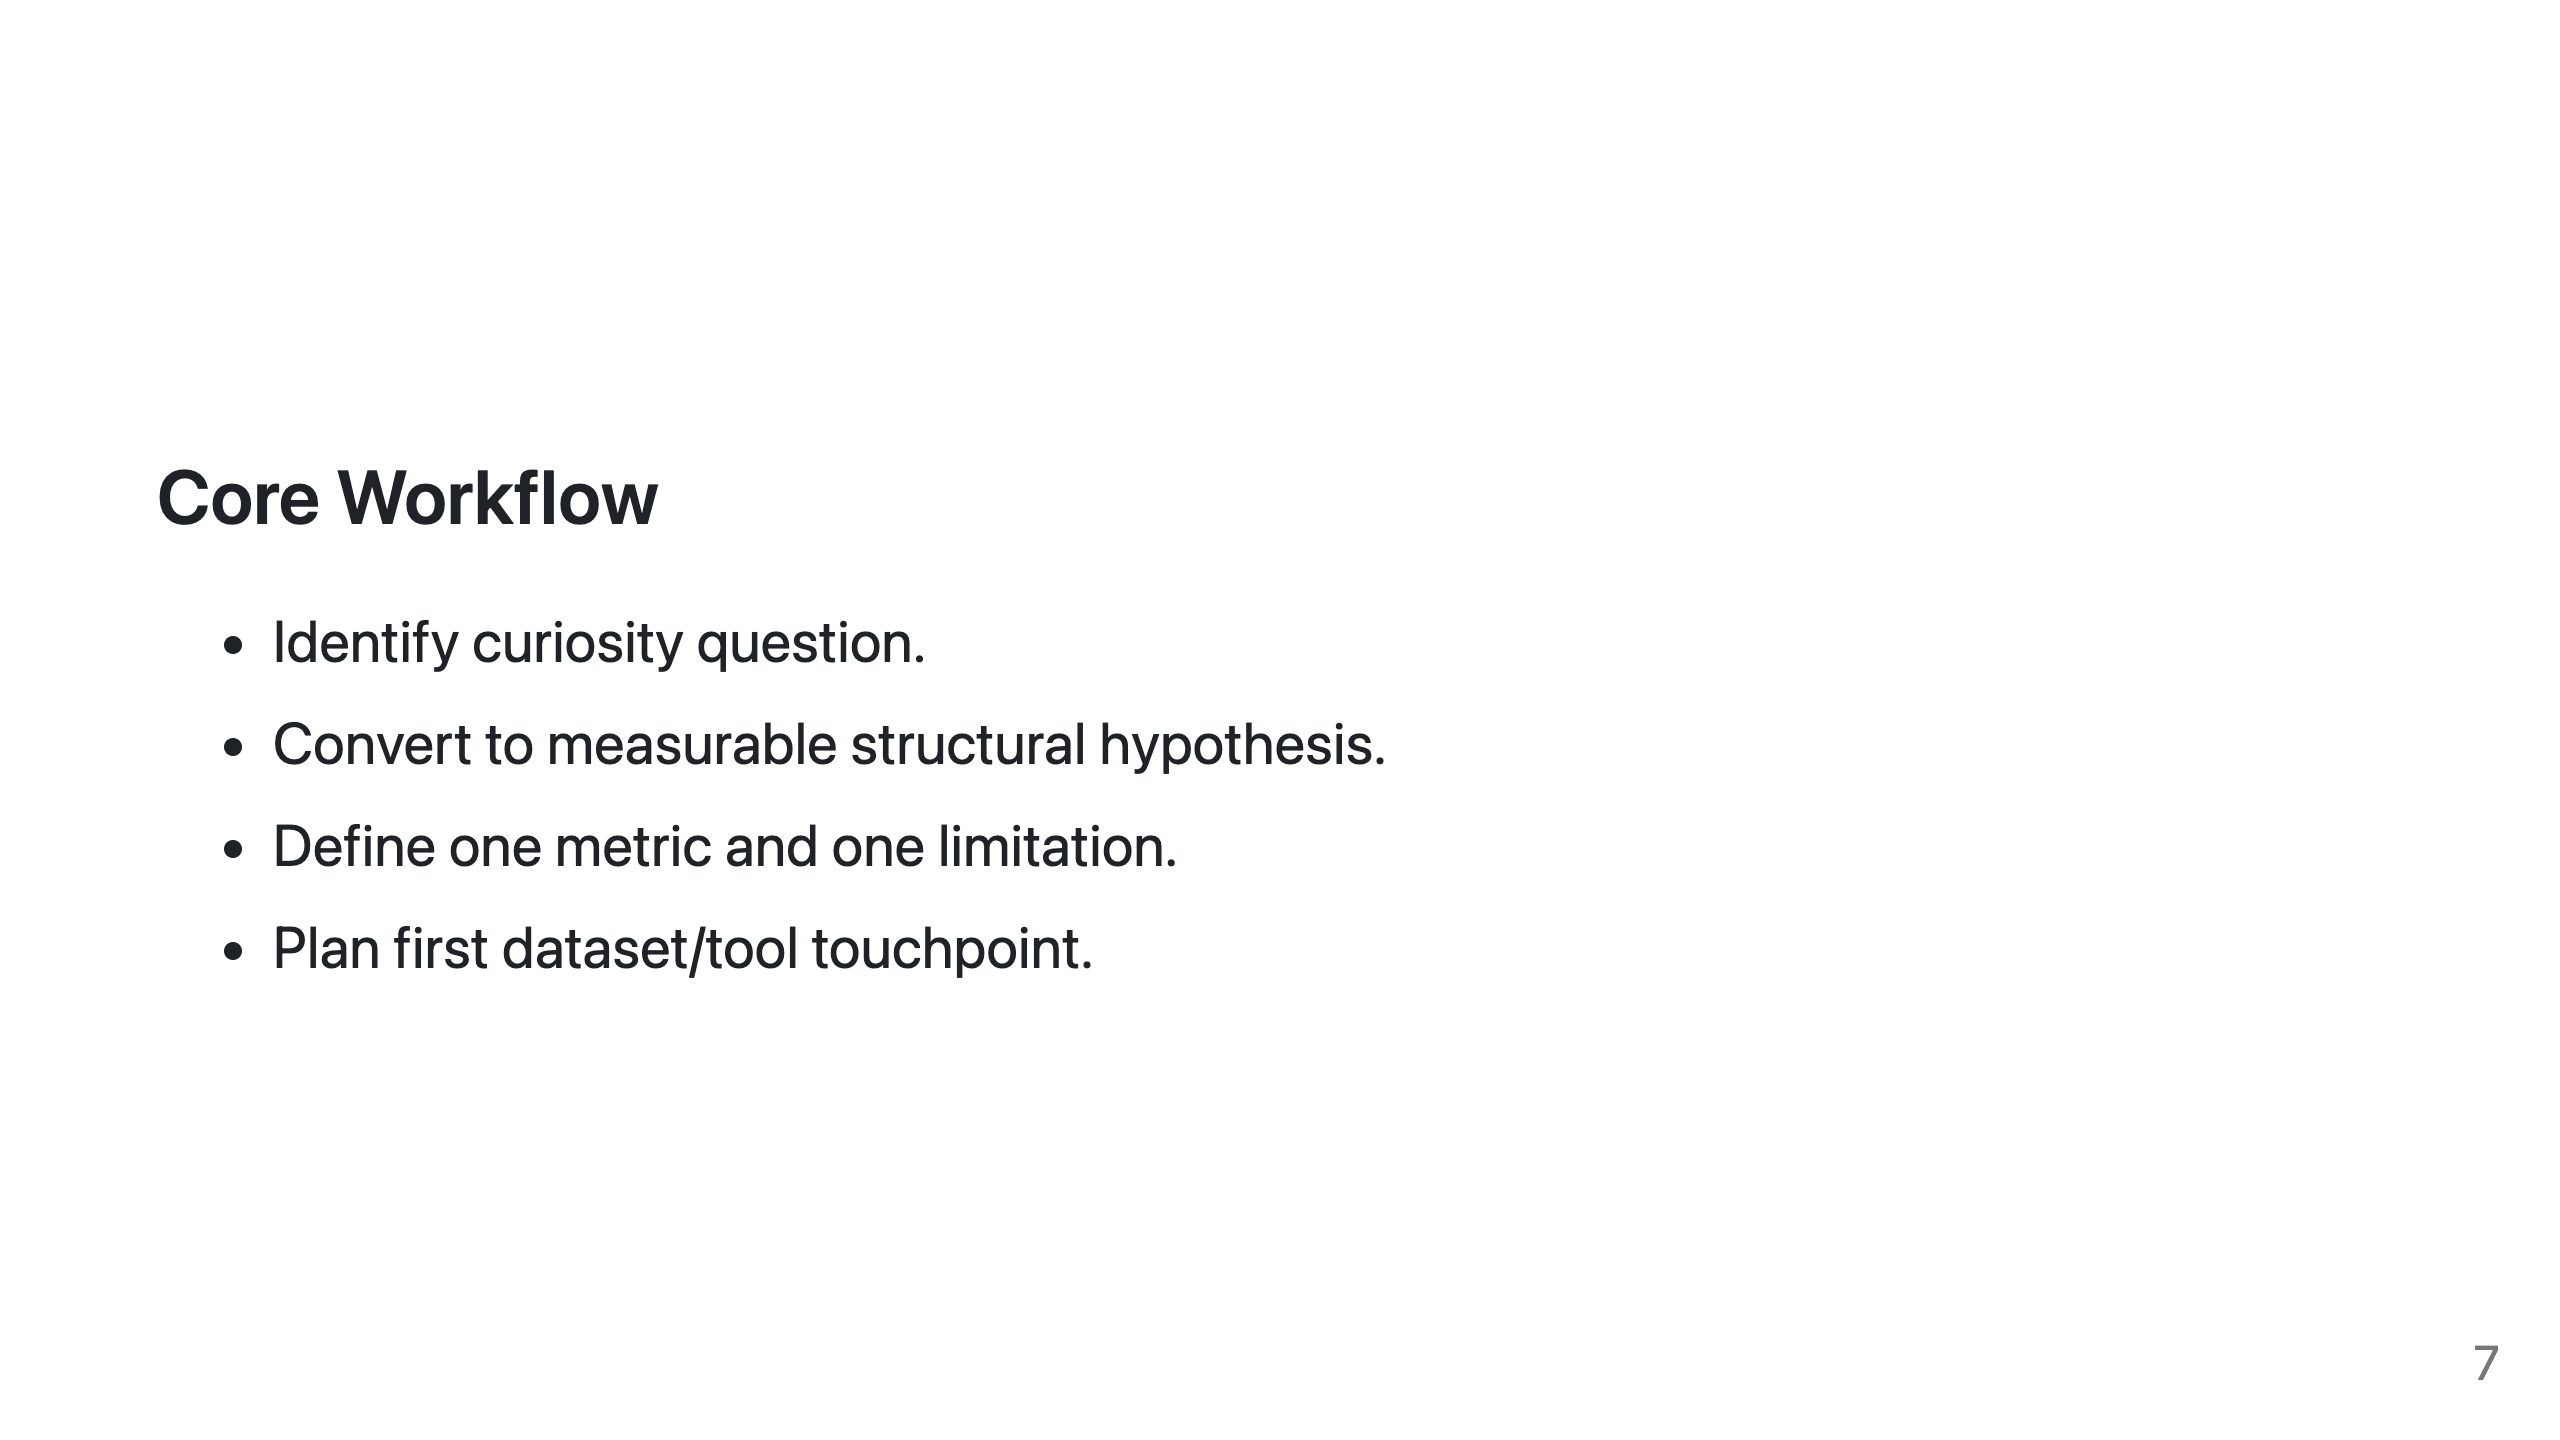 Core Workflow
• Identify curiosity question.
• Convert to measurable structural hypothesis.
• Define one metric and one limitation.
• Plan first dataset/tool touchpoint.
7